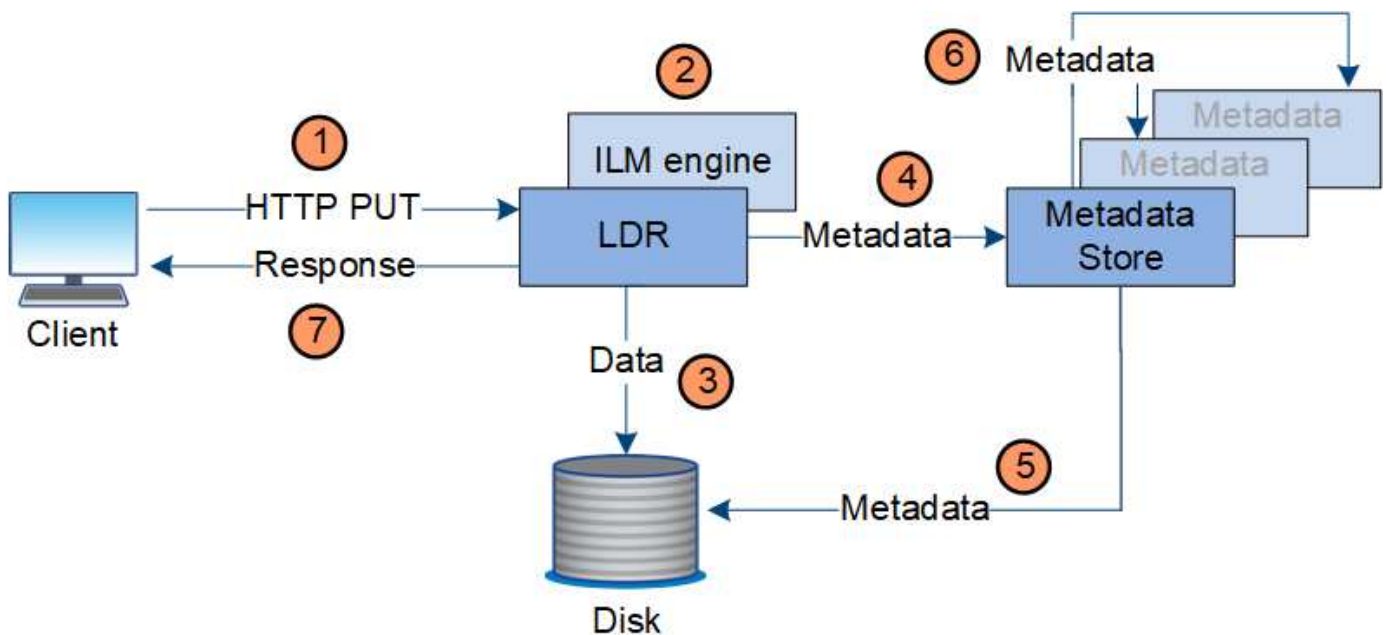 6
Metadata
2
Metadata
1
Metadata
ILM engine
4
HTTP PUT
LDR
Metadata
Metadata
Store
Response
Client
7
Data
3
5
Metadata
Disk